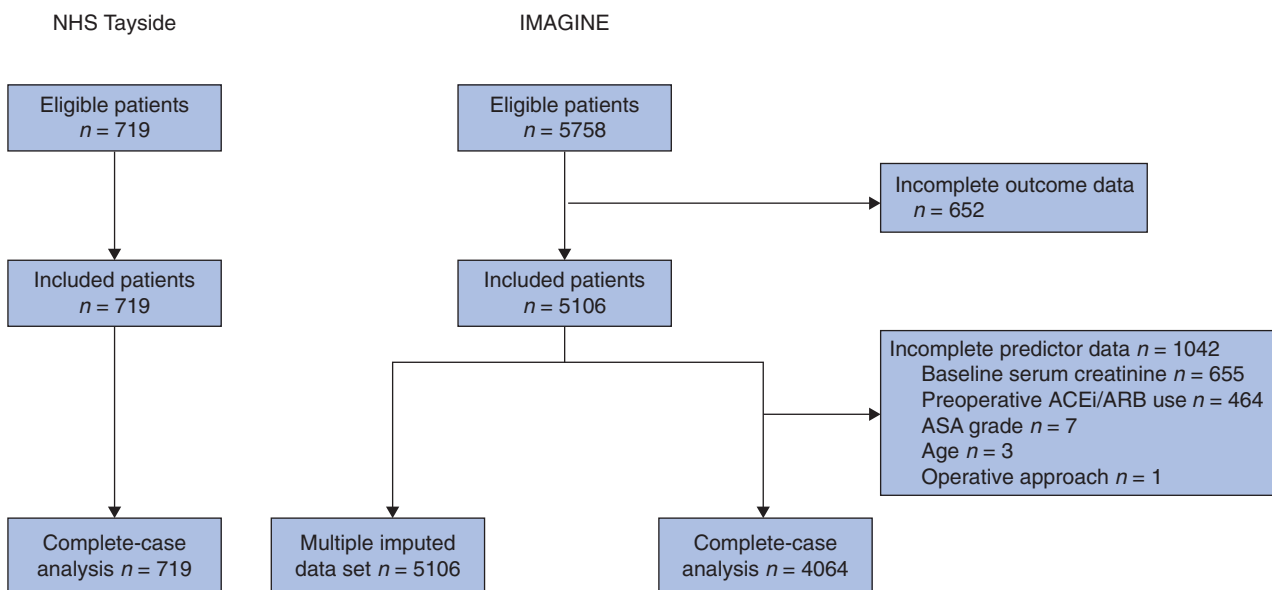 NHS Tayside
IMAGINE
Eligible patients
n = 719
Eligible patients
n = 5758
Incomplete outcome data
n = 652
Included patients
n = 719
Included patients
n = 5106
Incomplete predictor data n = 1042
Baseline serum creatinine n = 655
Preoperative ACEi/ARB use n = 464
ASA grade n = 7
Age n = 3
Operative approach n = 1
Complete-case
analysis n = 719
Multiple imputed
data set n = 5106
Complete-case
analysis n = 4064